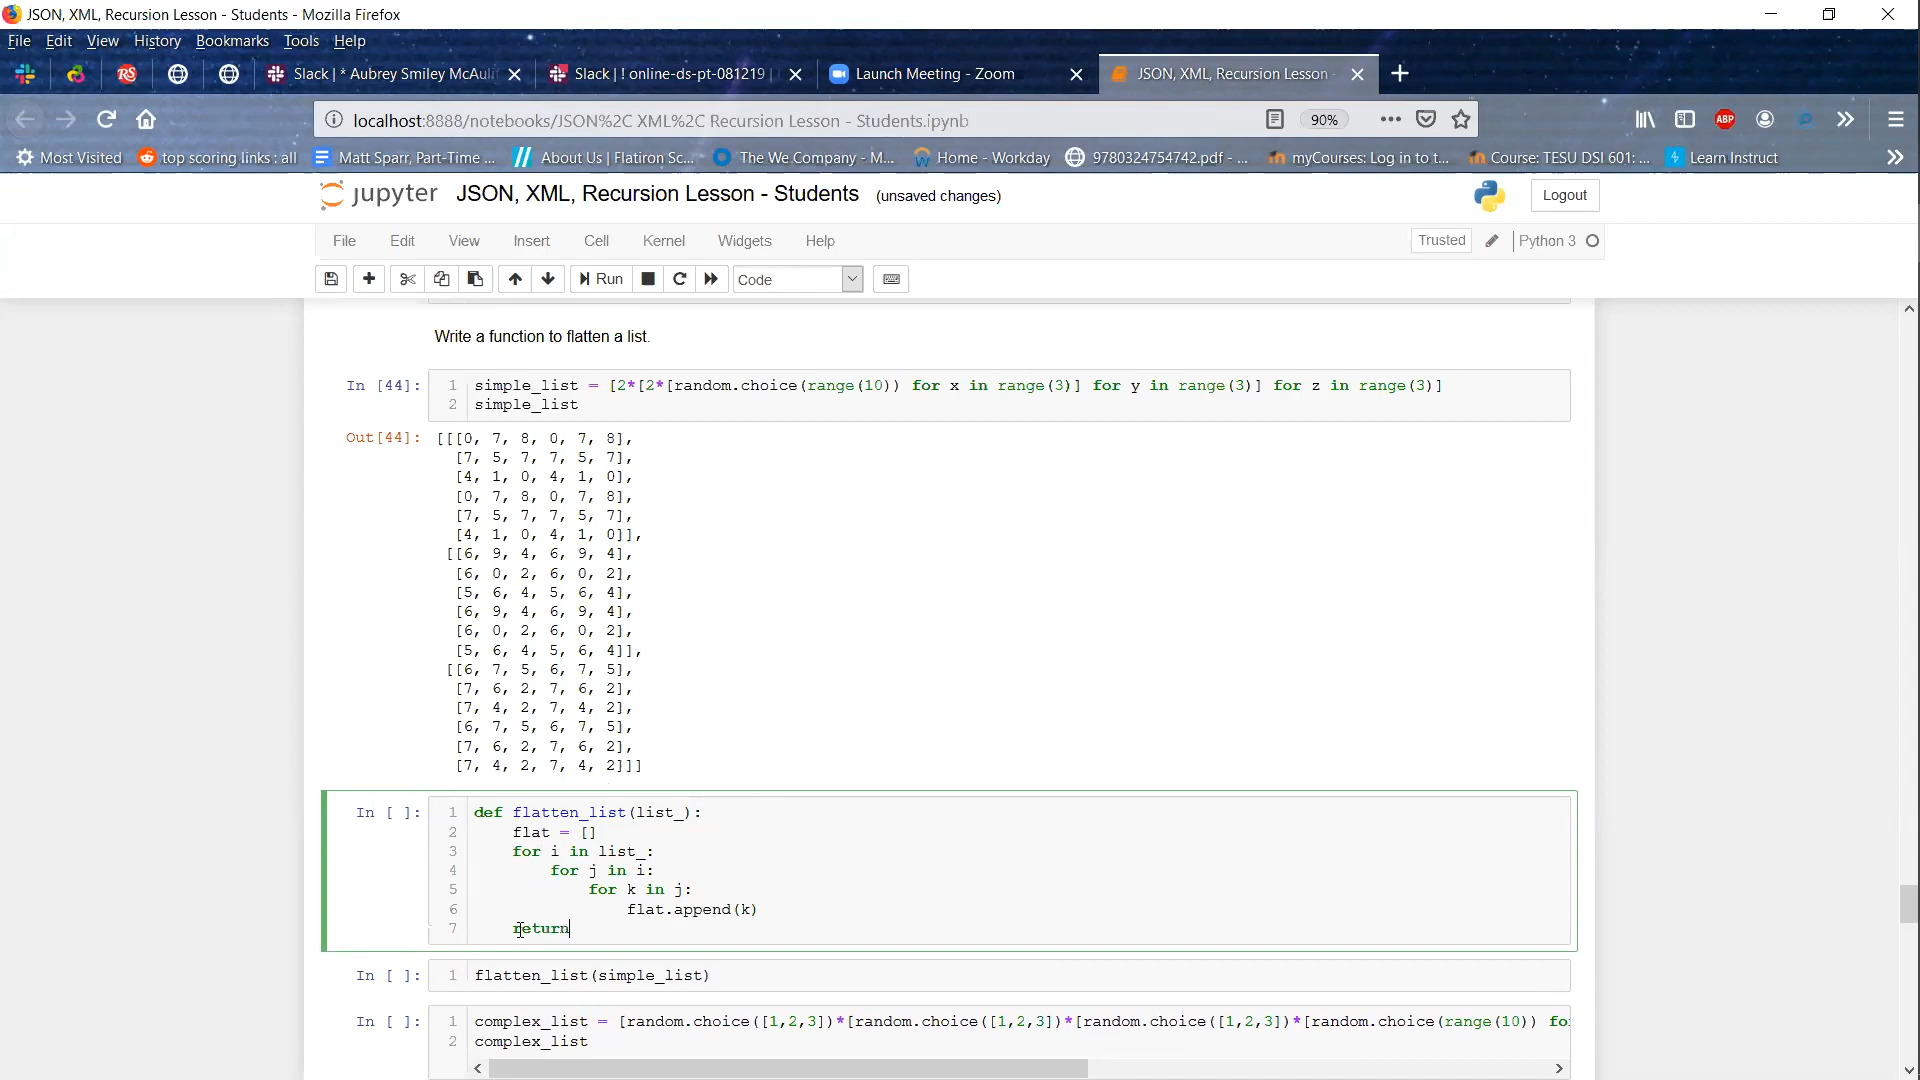 JSON, XML, Recursion Lesson - Students - Mozilla Firefox
File Edit View History Bookmarks Tools Help
RS Slack | * Aubrey Smiley McAuli Slack | ! online-ds-pt-081219 | Launch Meeting - Zoom JSON, XML, Recursion Lesson -
localhost:8888/notebooks/JSON%2C XML%2C Recursion Lesson - Students.ipynb 90% ABP
Most Visited top scoring links : all Matt Sparr, Part-Time ... About Us | Flatiron Sc... The We Company - M... Home - Workday 9780324754742.pdf - ... myCourses: Log in to t... Course: TESU DSI 601: ... Learn Instruct
jupyter JSON, XML, Recursion Lesson - Students (unsaved changes) Logout
File Edit View Insert Cell Kernel Widgets Help Trusted Python 3
Run Code
Write a function to flatten a list.
In [44]: 1 simple_list = [2*[2*[random.choice(range(10)) for x in range(3)] for y in range(3)] for z in range(3)]
2 simple_list
Out[44]: [[[0, 7, 8, 0, 7, 8],
[7, 5, 7, 7, 5, 7],
[4, 1, 0, 4, 1, 0],
[0, 7, 8, 0, 7, 8],
[7, 5, 7, 7, 5, 7],
[4, 1, 0, 4, 1, 0]],
[[6, 9, 4, 6, 9, 4],
[6, 0, 2, 6, 0, 2],
[5, 6, 4, 5, 6, 4],
[6, 9, 4, 6, 9, 4],
[6, 0, 2, 6, 0, 2],
[5, 6, 4, 5, 6, 4]],
[[6, 7, 5, 6, 7, 5],
[7, 6, 2, 7, 6, 2],
[7, 4, 2, 7, 4, 2],
[6, 7, 5, 6, 7, 5],
[7, 6, 2, 7, 6, 2],
[7, 4, 2, 7, 4, 2]]]
In [ ]: 1 def flatten_list(list_):
2 flat = []
3 for i in list_:
4 for j in i:
5 for k in j:
6 flat.append(k)
7 return
In [ ]: 1 flatten_list(simple_list)
In [ ]: 1 complex_list = [random.choice([1,2,3])*[random.choice([1,2,3])*[random.choice([1,2,3])*[random.choice(range(10)) fo
2 complex_list